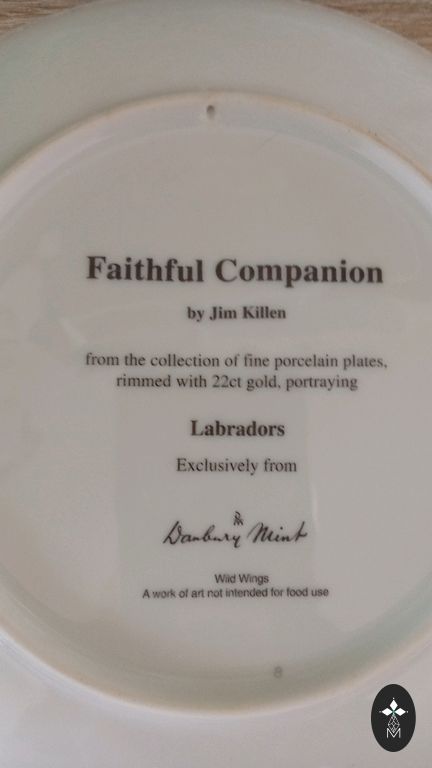 Faithful Companion
by Jim Killen
from the collection of fine porcelain plates,
rimmed with 22ct gold, portraying
Labradors
Exclusively from
Danbury Mint
Wild Wings
A work of art not intended for food use
8